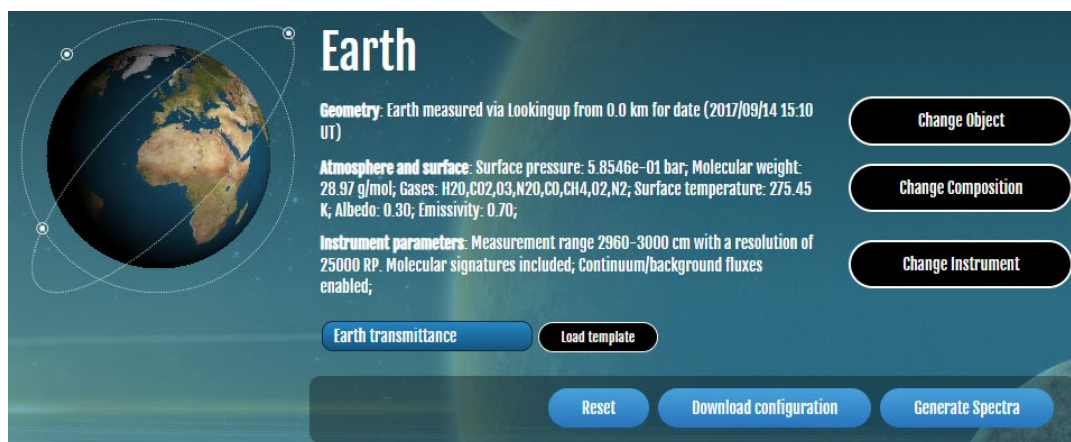 Earth
Geometry: Earth measured via Lookingup from 0.0 km for date (2017/09/14 15:10
UT)
Change Object
Atmosphere and surface: Surface pressure: 5.8546e-01 bar; Molecular weight:
28.97 g/mol; Gases: H2O,CO2,O3,N2O,CO,CH4,O2,N2; Surface temperature: 275.45
K; Albedo: 0.30; Emissivity: 0.70;
Change Composition
Instrument parameters: Measurement range 2960-3000 cm with a resolution of
25000 RP. Molecular signatures included; Continuum/background fluxes
enabled;
Change Instrument
Earth transmittance
Load template
Reset
Download configuration
Generate Spectra